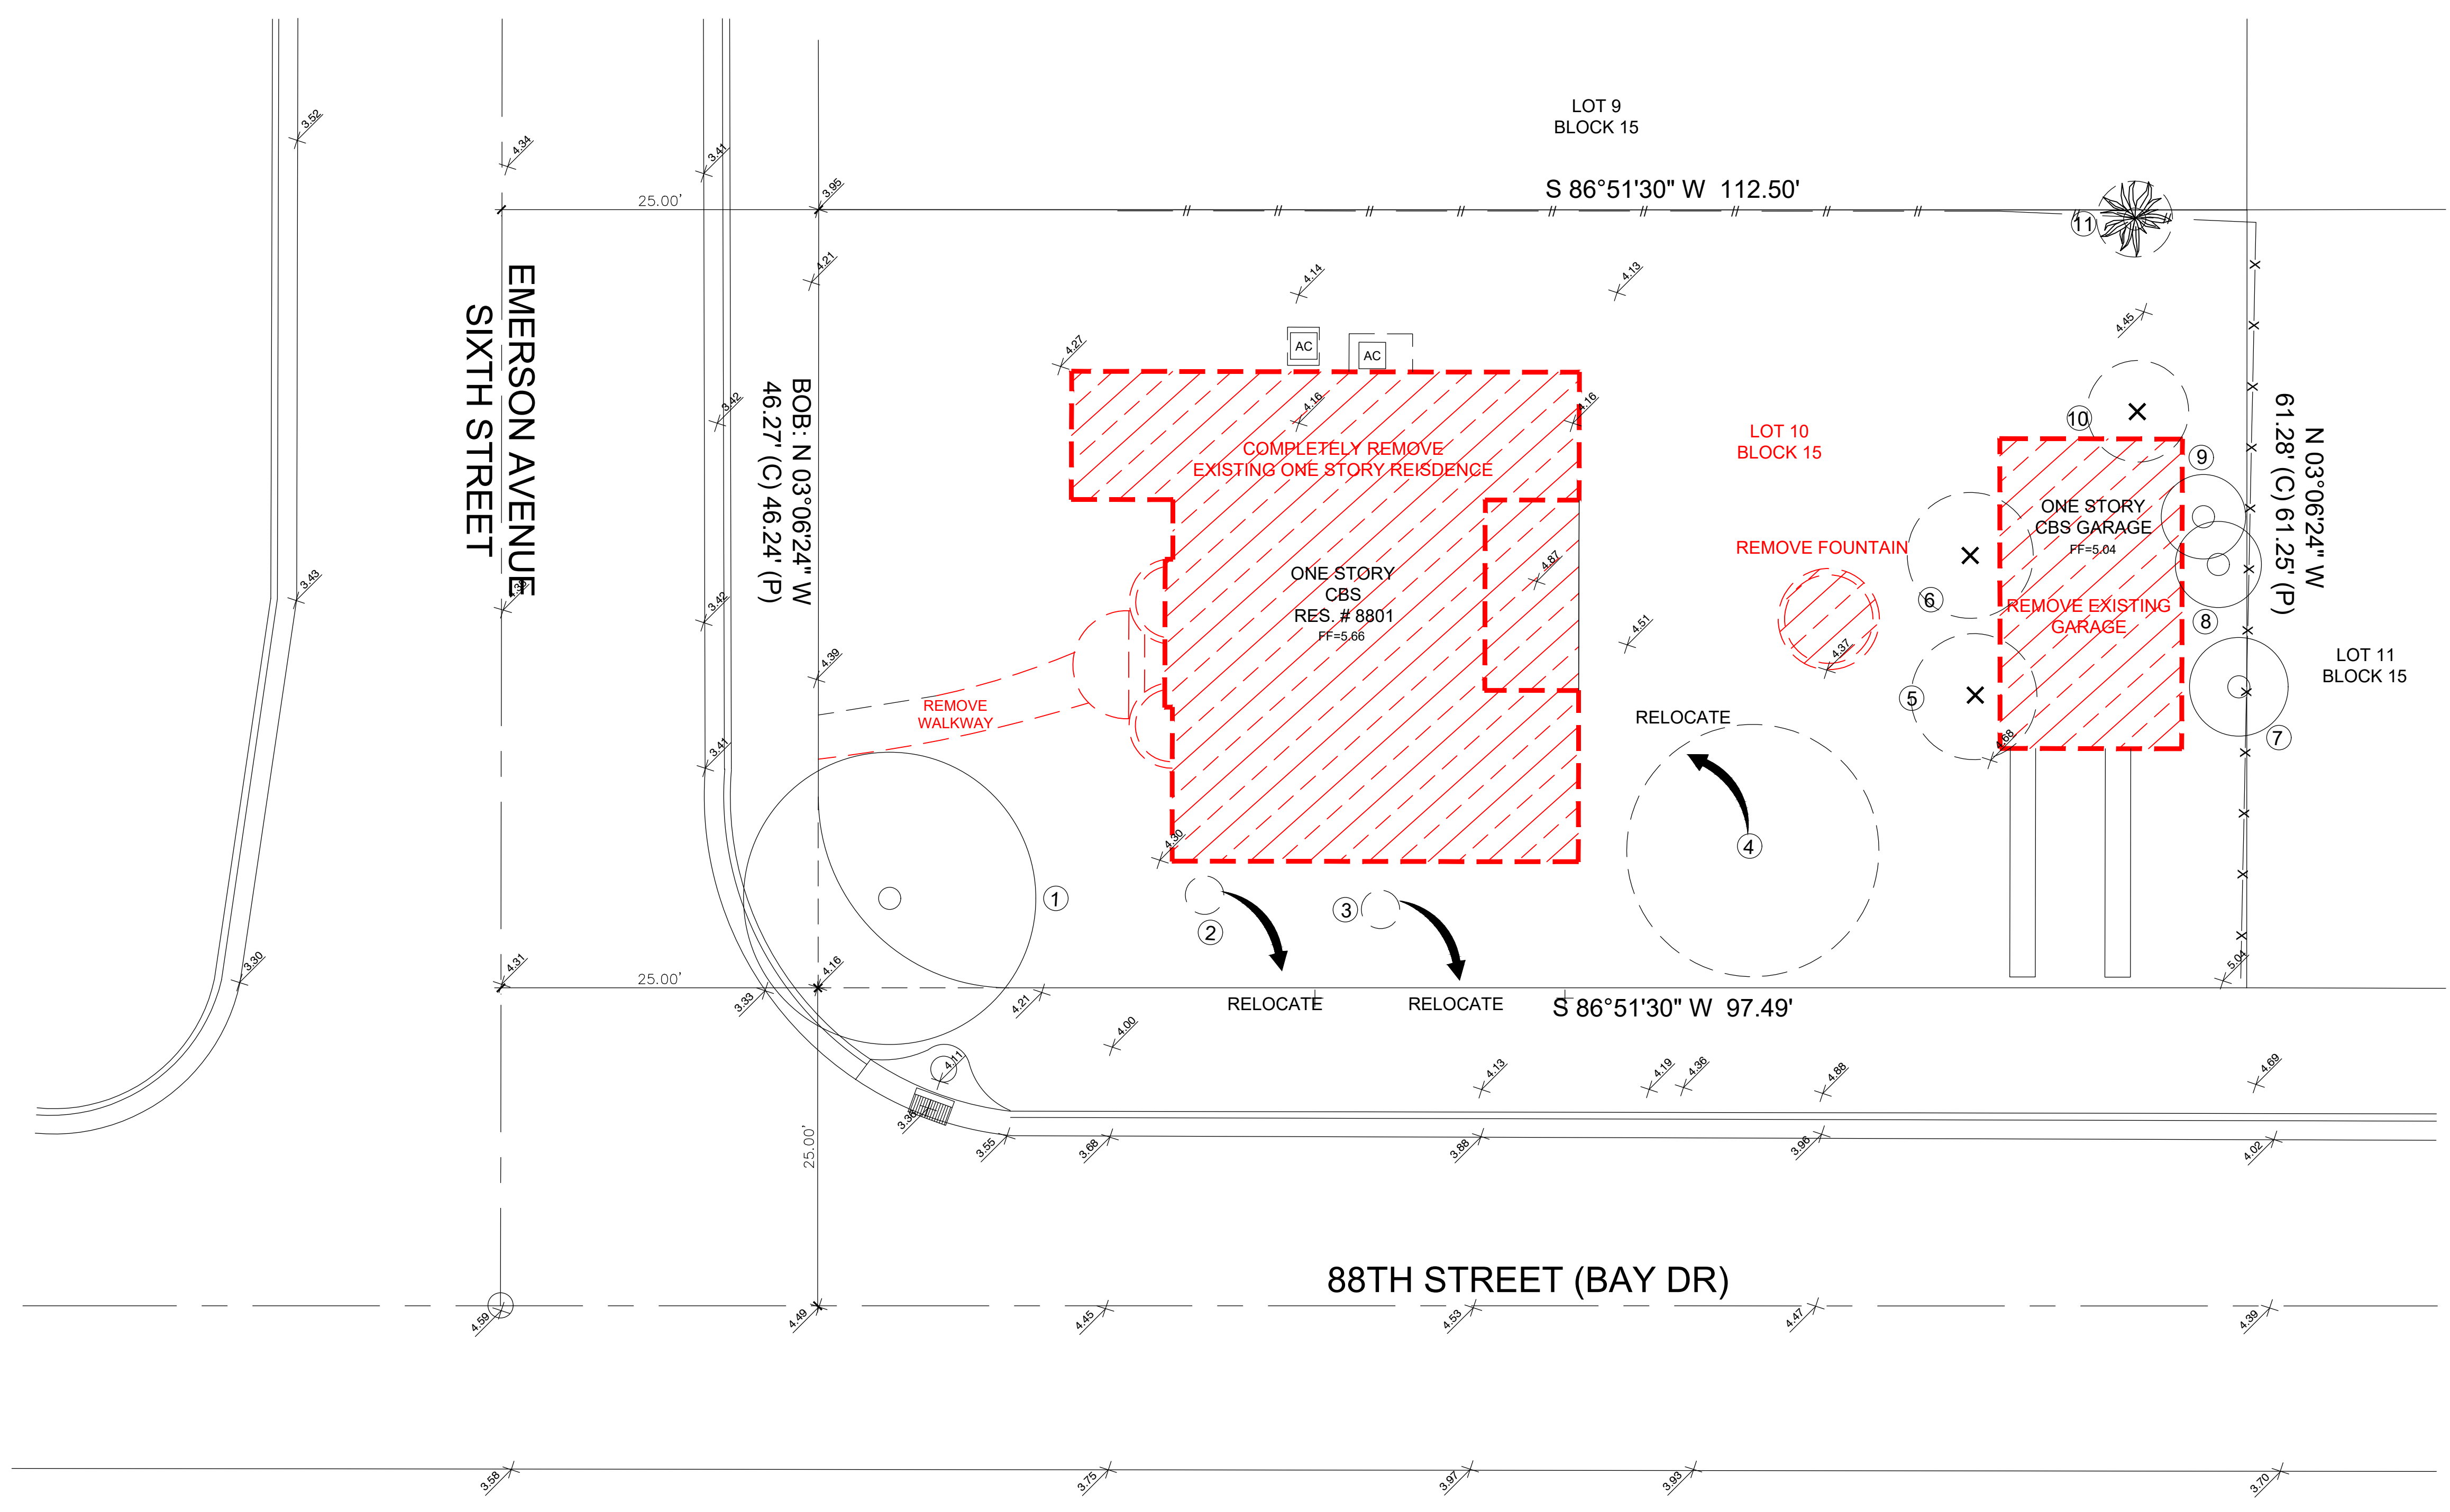 LOT 9
BLOCK 15
3.52
4.34
3.41
3.95
25.00'
S 86°51'30" W  112.50'
11
4.21
4.14
4.13
4.45
EMERSON AVENUE
SIXTH STREET
AC
AC
4.27
BOB: N 03°06'24" W
46.27' (C) 46.24' (P)
3.42
4.16
4.16
COMPLETELY REMOVE
EXISTING ONE STORY REISDENCE
LOT 10
BLOCK 15
10
9
N 03°06'24" W
61.28' (C) 61.25' (P)
ONE STORY
CBS GARAGE
FF=5.04
REMOVE FOUNTAIN
4.87
ONE STORY
CBS
RES. # 8801
FF=5.66
3.43
3.42
6
REMOVE EXISTING
GARAGE
8
4.51
4.37
4.39
LOT 11
BLOCK 15
REMOVE
WALKWAY
RELOCATE
5
7
3.41
4.68
4.30
4
1
2
3
3.30
4.31
25.00'
4.16
3.33
4.21
RELOCATE
RELOCATE
S 86°51'30" W  97.49'
5.04
4.00
4.11
4.13
4.19
4.36
4.88
4.69
3.36
25.00'
3.55
3.68
3.88
3.96
4.02
88TH STREET (BAY DR)
4.59
4.49
4.45
4.53
4.47
4.39
3.58
3.75
3.97
3.93
3.70